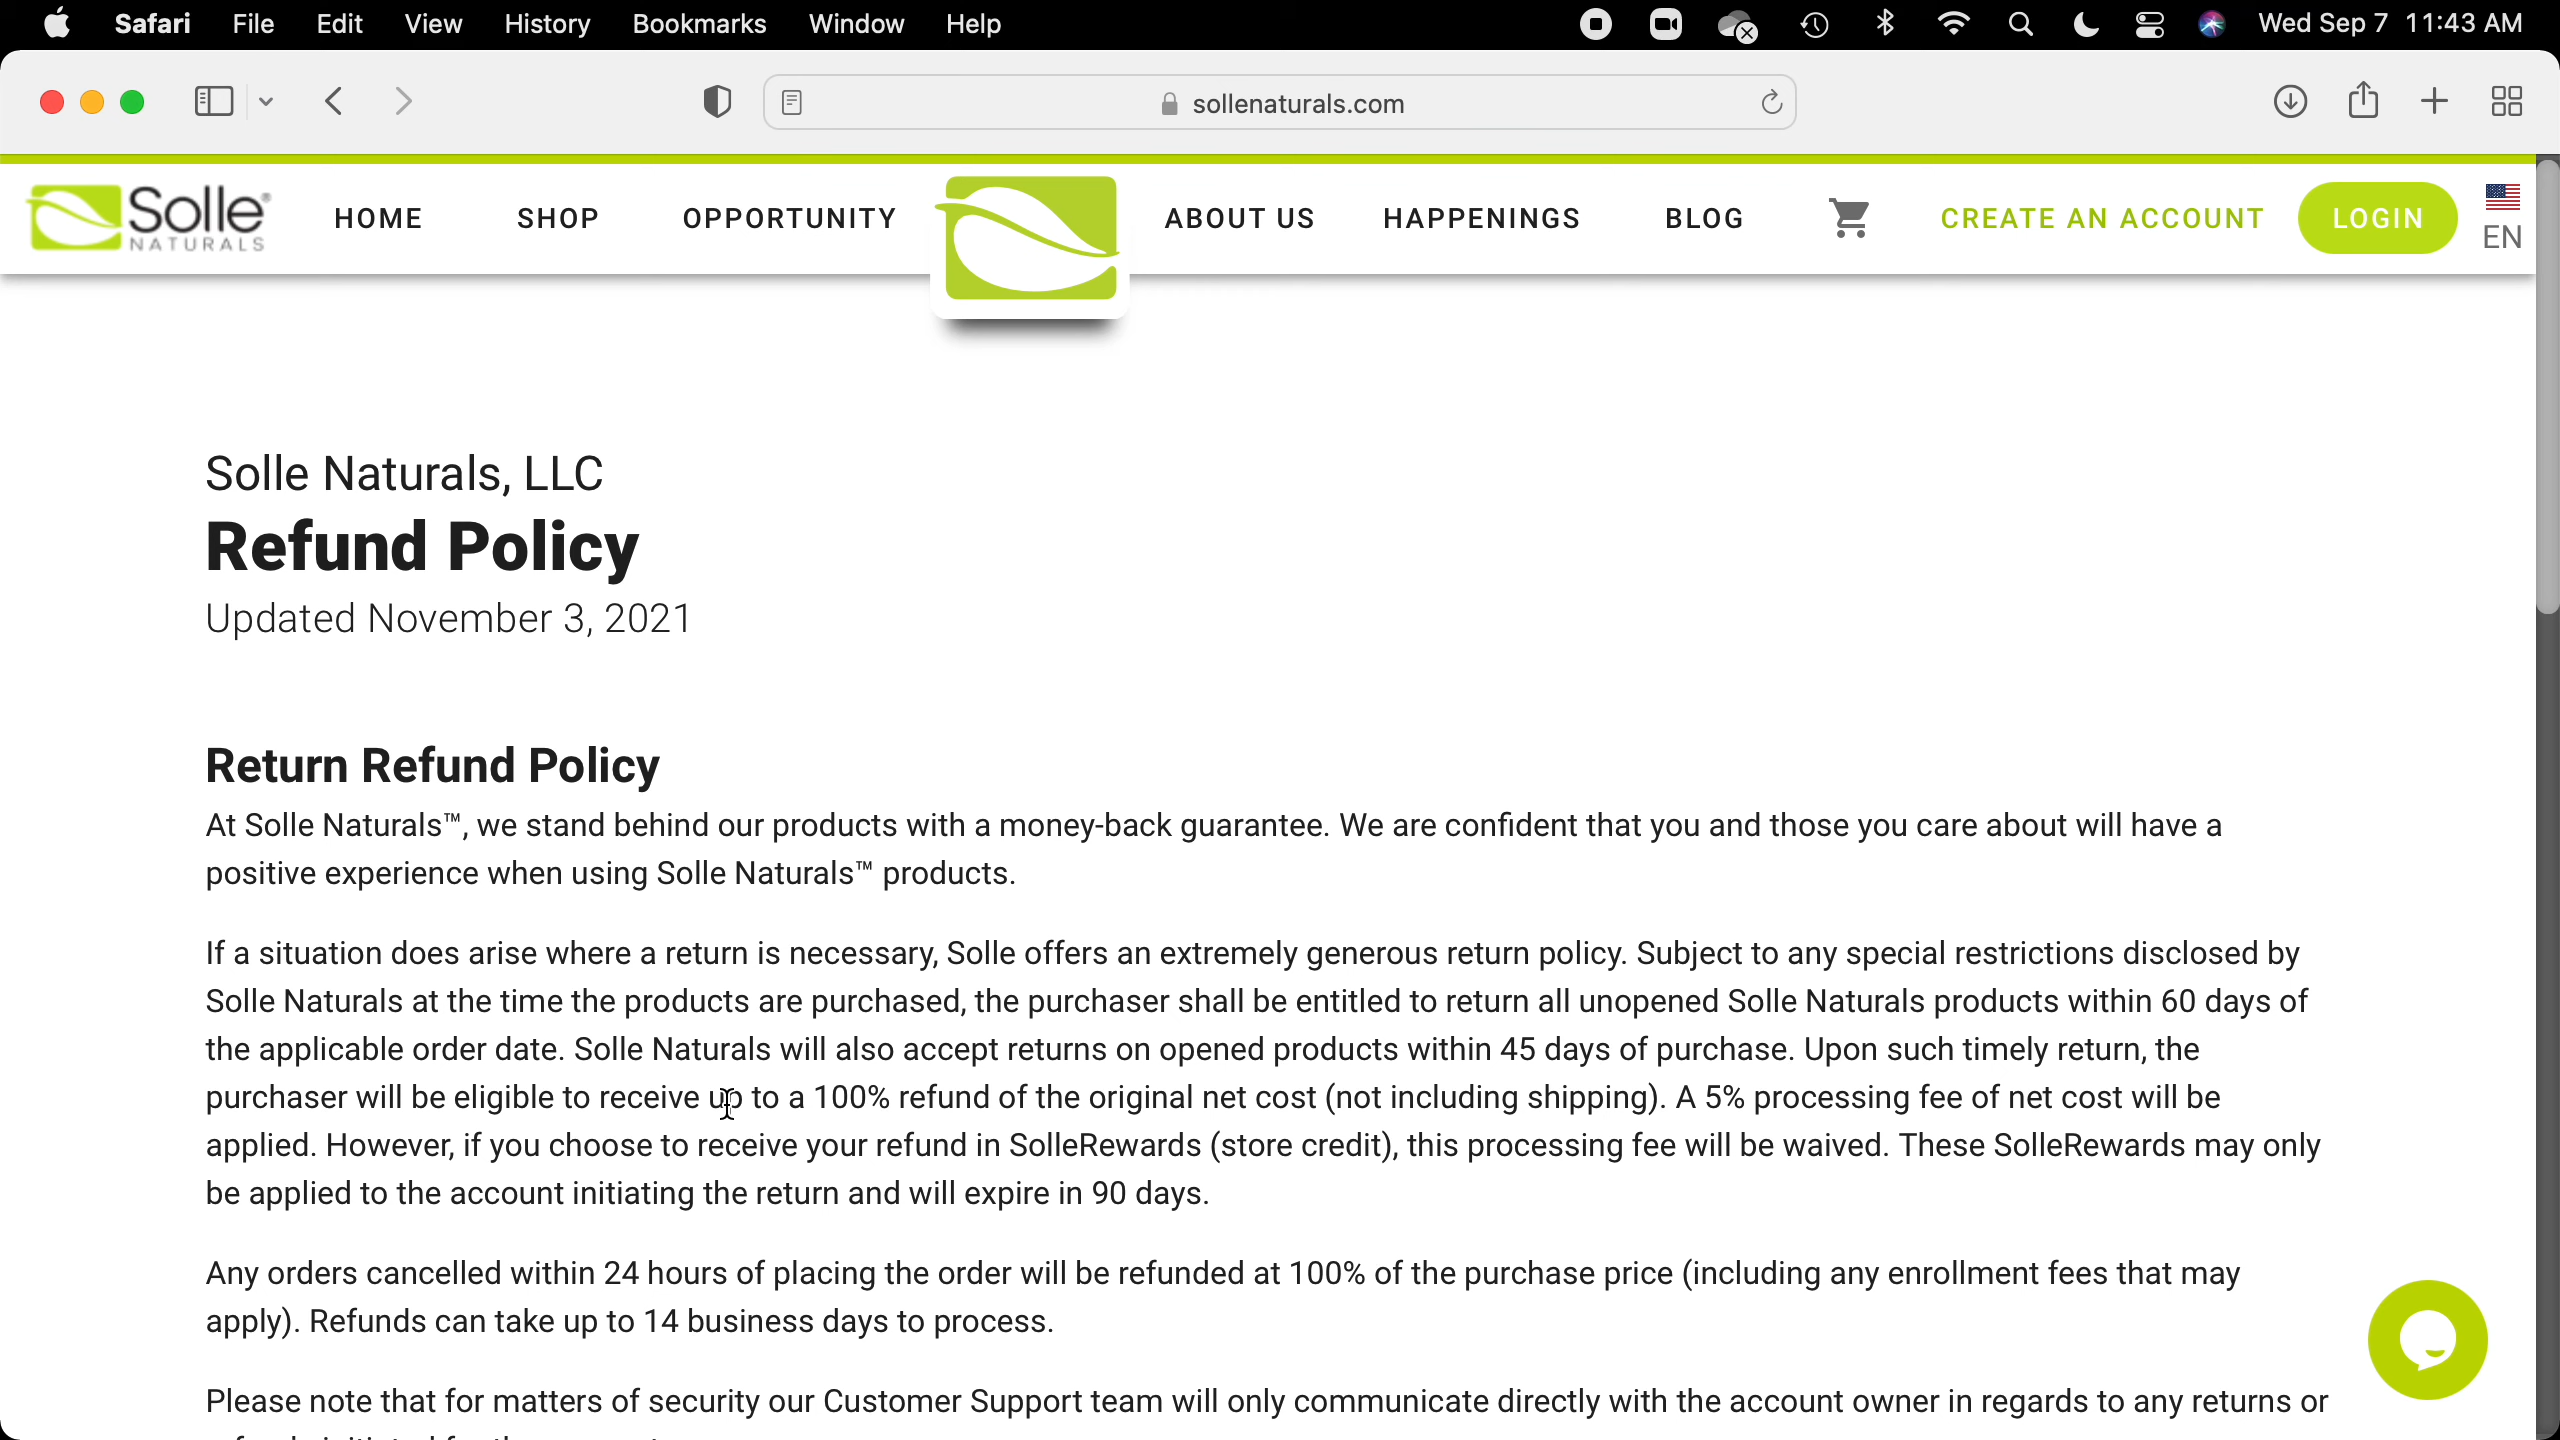 Safari File Edit View History Bookmarks Window Help Wed Sep 7 11:43 AM
sollenaturals.com
Solle®
NATURALS
HOME SHOP OPPORTUNITY ABOUT US HAPPENINGS BLOG CREATE AN ACCOUNT LOGIN
EN
Solle Naturals, LLC
Refund Policy
Updated November 3, 2021
Return Refund Policy
At Solle Naturals™, we stand behind our products with a money-back guarantee. We are confident that you and those you care about will have a
positive experience when using Solle Naturals™ products.
If a situation does arise where a return is necessary, Solle offers an extremely generous return policy. Subject to any special restrictions disclosed by
Solle Naturals at the time the products are purchased, the purchaser shall be entitled to return all unopened Solle Naturals products within 60 days of
the applicable order date. Solle Naturals will also accept returns on opened products within 45 days of purchase. Upon such timely return, the
purchaser will be eligible to receive up to a 100% refund of the original net cost (not including shipping). A 5% processing fee of net cost will be
applied. However, if you choose to receive your refund in SolleRewards (store credit), this processing fee will be waived. These SolleRewards may only
be applied to the account initiating the return and will expire in 90 days.
Any orders cancelled within 24 hours of placing the order will be refunded at 100% of the purchase price (including any enrollment fees that may
apply). Refunds can take up to 14 business days to process.
Please note that for matters of security our Customer Support team will only communicate directly with the account owner in regards to any returns or